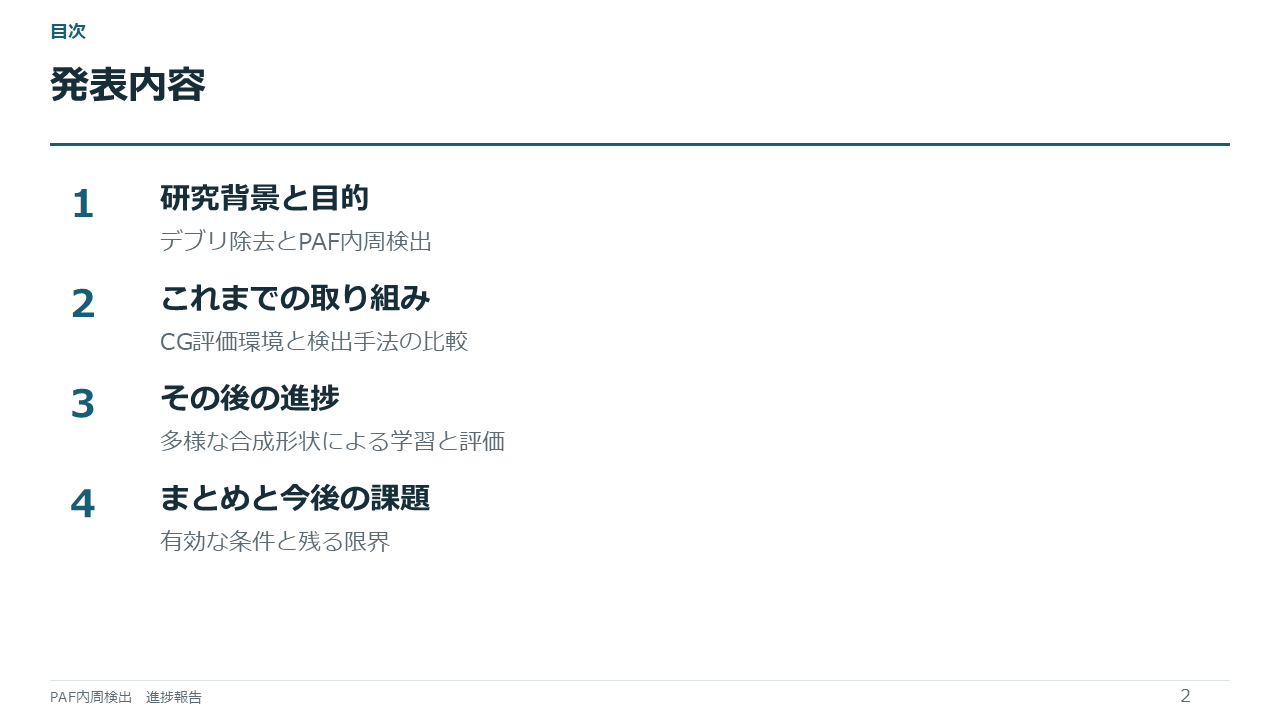 目次
発表内容
1
研究背景と目的
デブリ除去とPAF内周検出
2
これまでの取り組み
CG評価環境と検出手法の比較
3
その後の進捗
多様な合成形状による学習と評価
4
まとめと今後の課題
有効な条件と残る限界
PAF内周検出　進捗報告
2